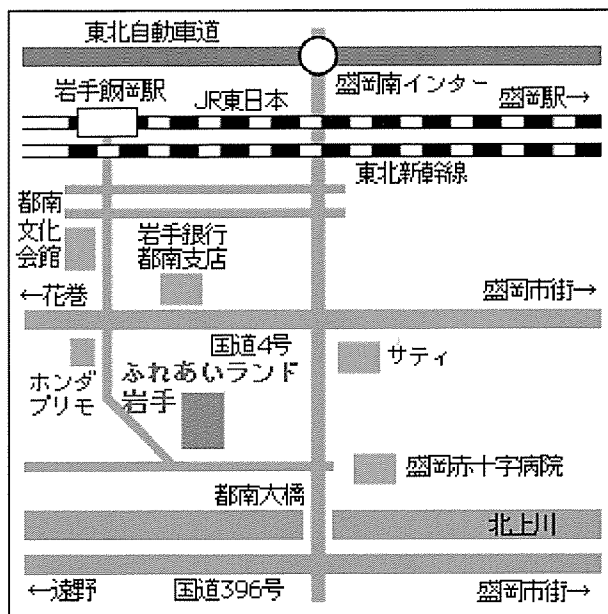 東北自動車道
岩手飯岡駅
JR東日本
盛岡南インター
盛岡駅→
東北新幹線
都南
文化
会館
岩手銀行
都南支店
←花巻
盛岡市街→
国道4号
サティ
ホンダ
プリモ
ふれあいランド
岩手
盛岡赤十字病院
都南大橋
北上川
←遠野
国道396号
盛岡市街→